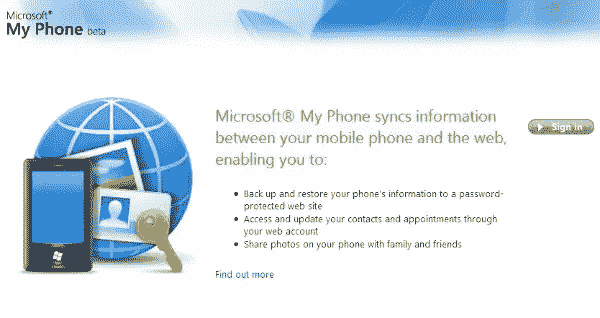 Microsoft®
My Phone beta
Microsoft® My Phone syncs information
between your mobile phone and the web,
enabling you to:
Sign in
• Back up and restore your phone's information to a password-
protected web site
• Access and update your contacts and appointments through
your web account
• Share photos on your phone with family and friends
Find out more